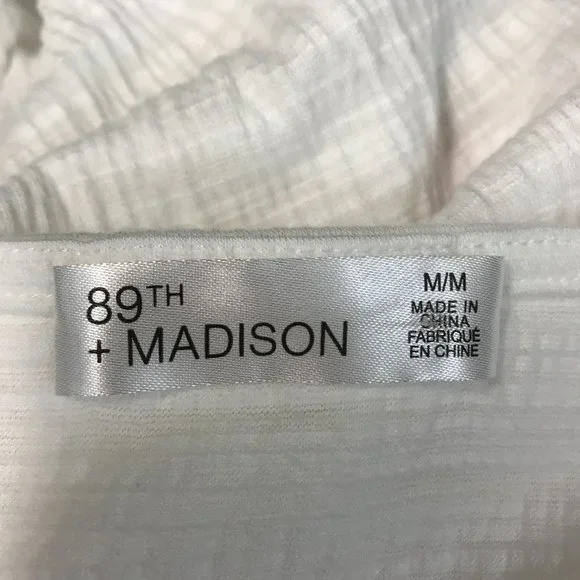 89TH
+ MADISON
M/M
MADE IN
CHINA
FABRIQUÉ
EN CHINE